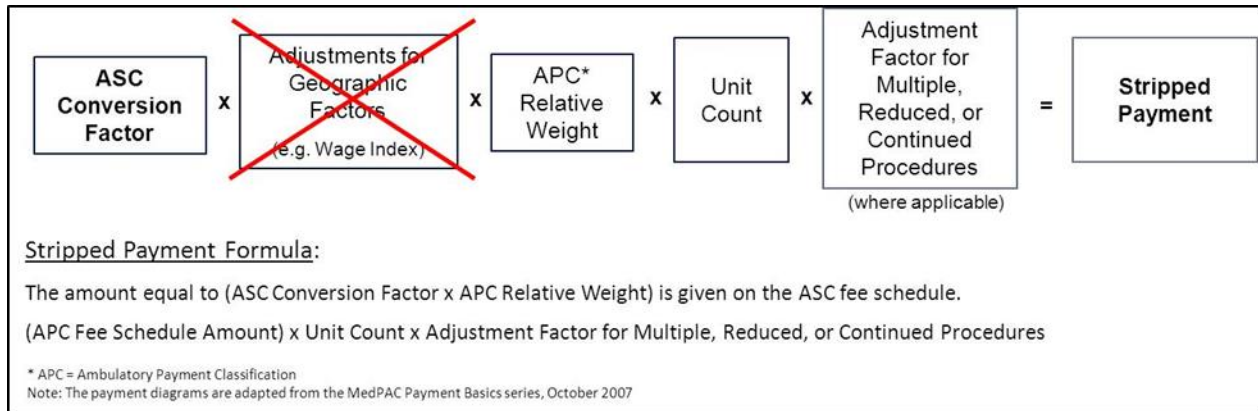 ASC
Conversion
Factor
x
Adjustments for
Geographic
Factors
(e.g. Wage Index)
x
APC*
Relative
Weight
x
Unit
Count
x
Adjustment
Factor for
Multiple,
Reduced, or
Continued
Procedures
(where applicable)
=
Stripped
Payment
Stripped Payment Formula:
The amount equal to (ASC Conversion Factor x APC Relative Weight) is given on the ASC fee schedule.
(APC Fee Schedule Amount) x Unit Count x Adjustment Factor for Multiple, Reduced, or Continued Procedures
* APC = Ambulatory Payment Classification
Note: The payment diagrams are adapted from the MedPAC Payment Basics series, October 2007